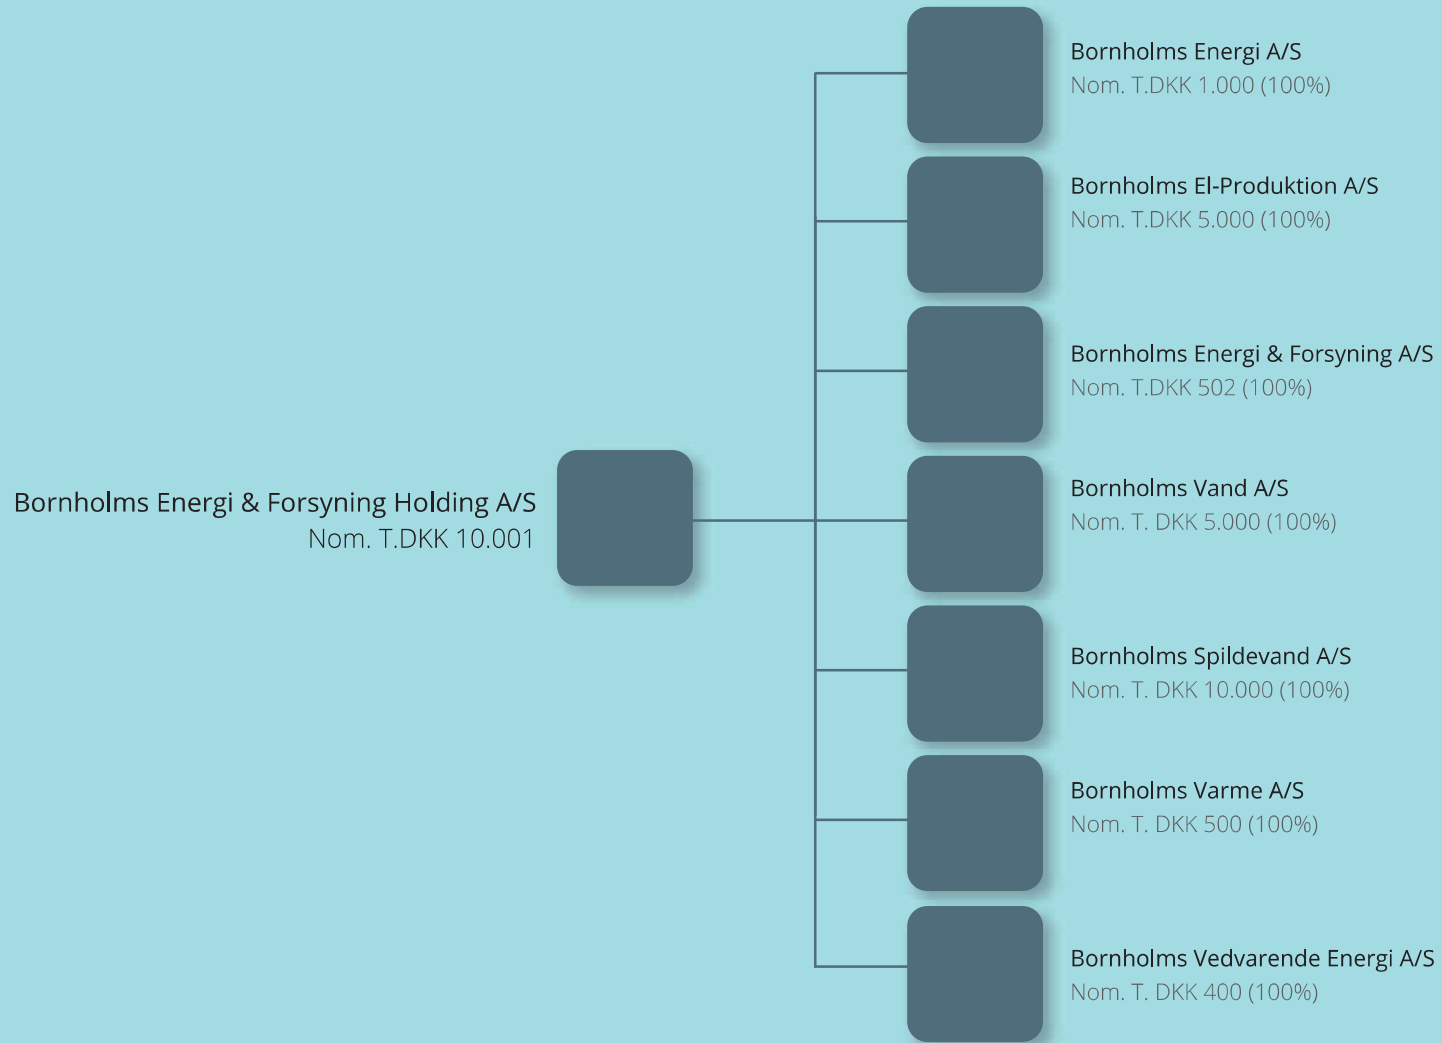 Bornholms Energi & Forsyning Holding A/S
Nom. T.DKK 10.001
Bornholms Energi A/S
Nom. T.DKK 1.000 (100%)
Bornholms El-Produktion A/S
Nom. T.DKK 5.000 (100%)
Bornholms Energi & Forsyning A/S
Nom. T.DKK 502 (100%)
Bornholms Vand A/S
Nom. T. DKK 5.000 (100%)
Bornholms Spildevand A/S
Nom. T. DKK 10.000 (100%)
Bornholms Varme A/S
Nom. T. DKK 500 (100%)
Bornholms Vedvarende Energi A/S
Nom. T. DKK 400 (100%)